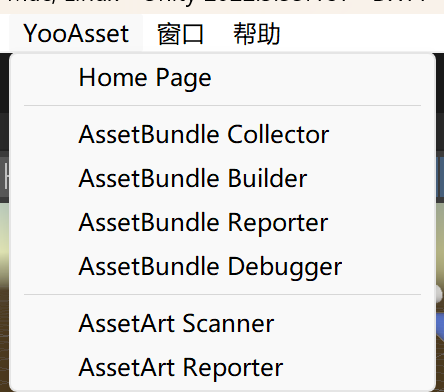 YooAsset 窗口 帮助
Home Page
AssetBundle Collector
AssetBundle Builder
AssetBundle Reporter
AssetBundle Debugger
AssetArt Scanner
AssetArt Reporter